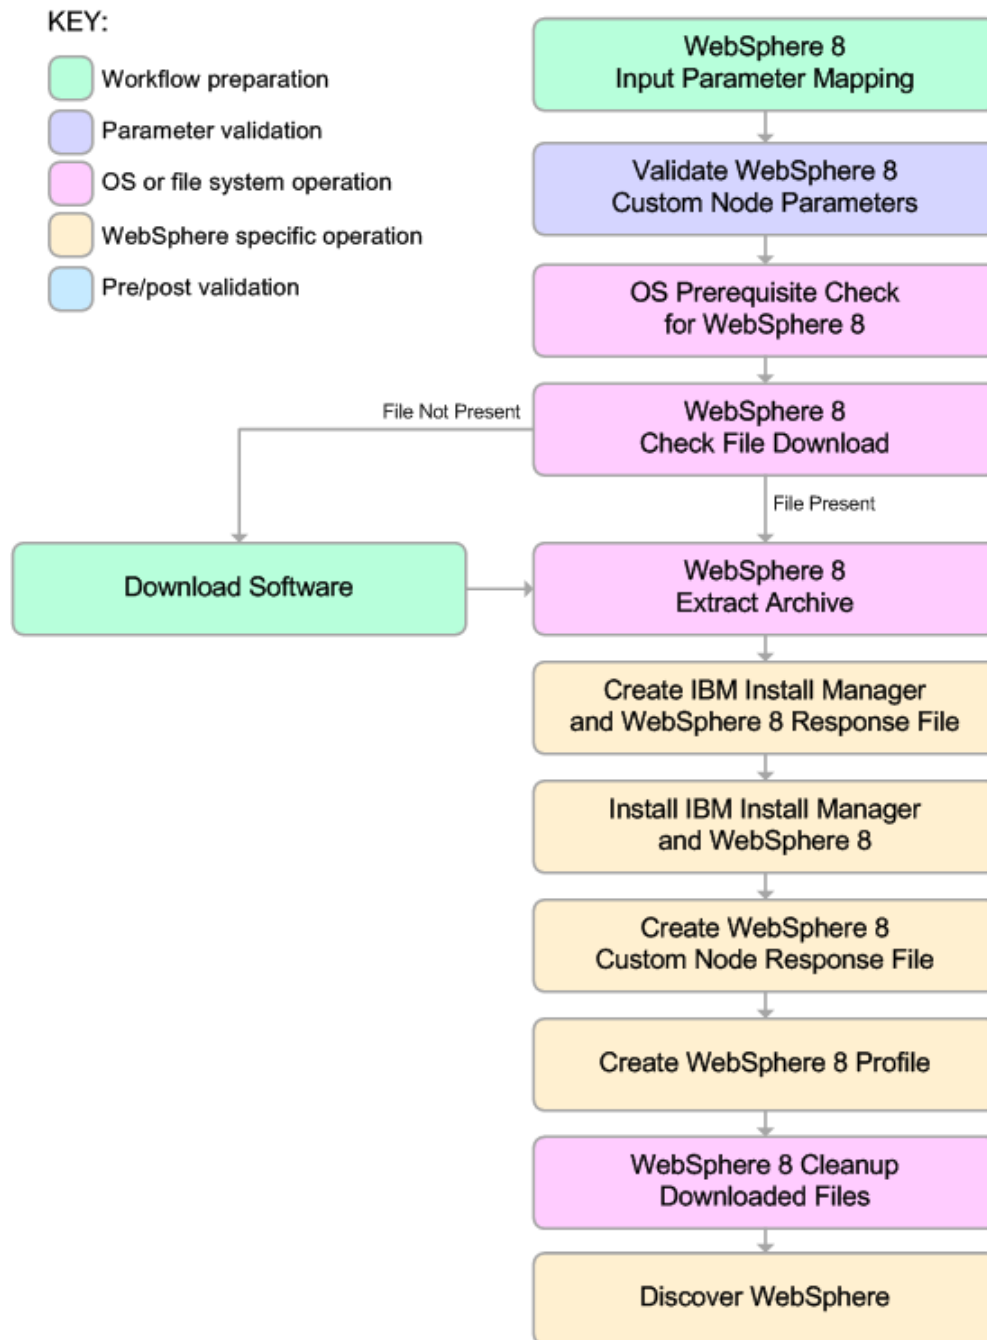 KEY:
Workflow preparation
Parameter validation
OS or file system operation
WebSphere specific operation
Pre/post validation
WebSphere 8
Input Parameter Mapping
Validate WebSphere 8
Custom Node Parameters
OS Prerequisite Check
for WebSphere 8
WebSphere 8
Check File Download
File Not Present
File Present
Download Software
WebSphere 8
Extract Archive
Create IBM Install Manager
and WebSphere 8 Response File
Install IBM Install Manager
and WebSphere 8
Create WebSphere 8
Custom Node Response File
Create WebSphere 8 Profile
WebSphere 8 Cleanup
Downloaded Files
Discover WebSphere